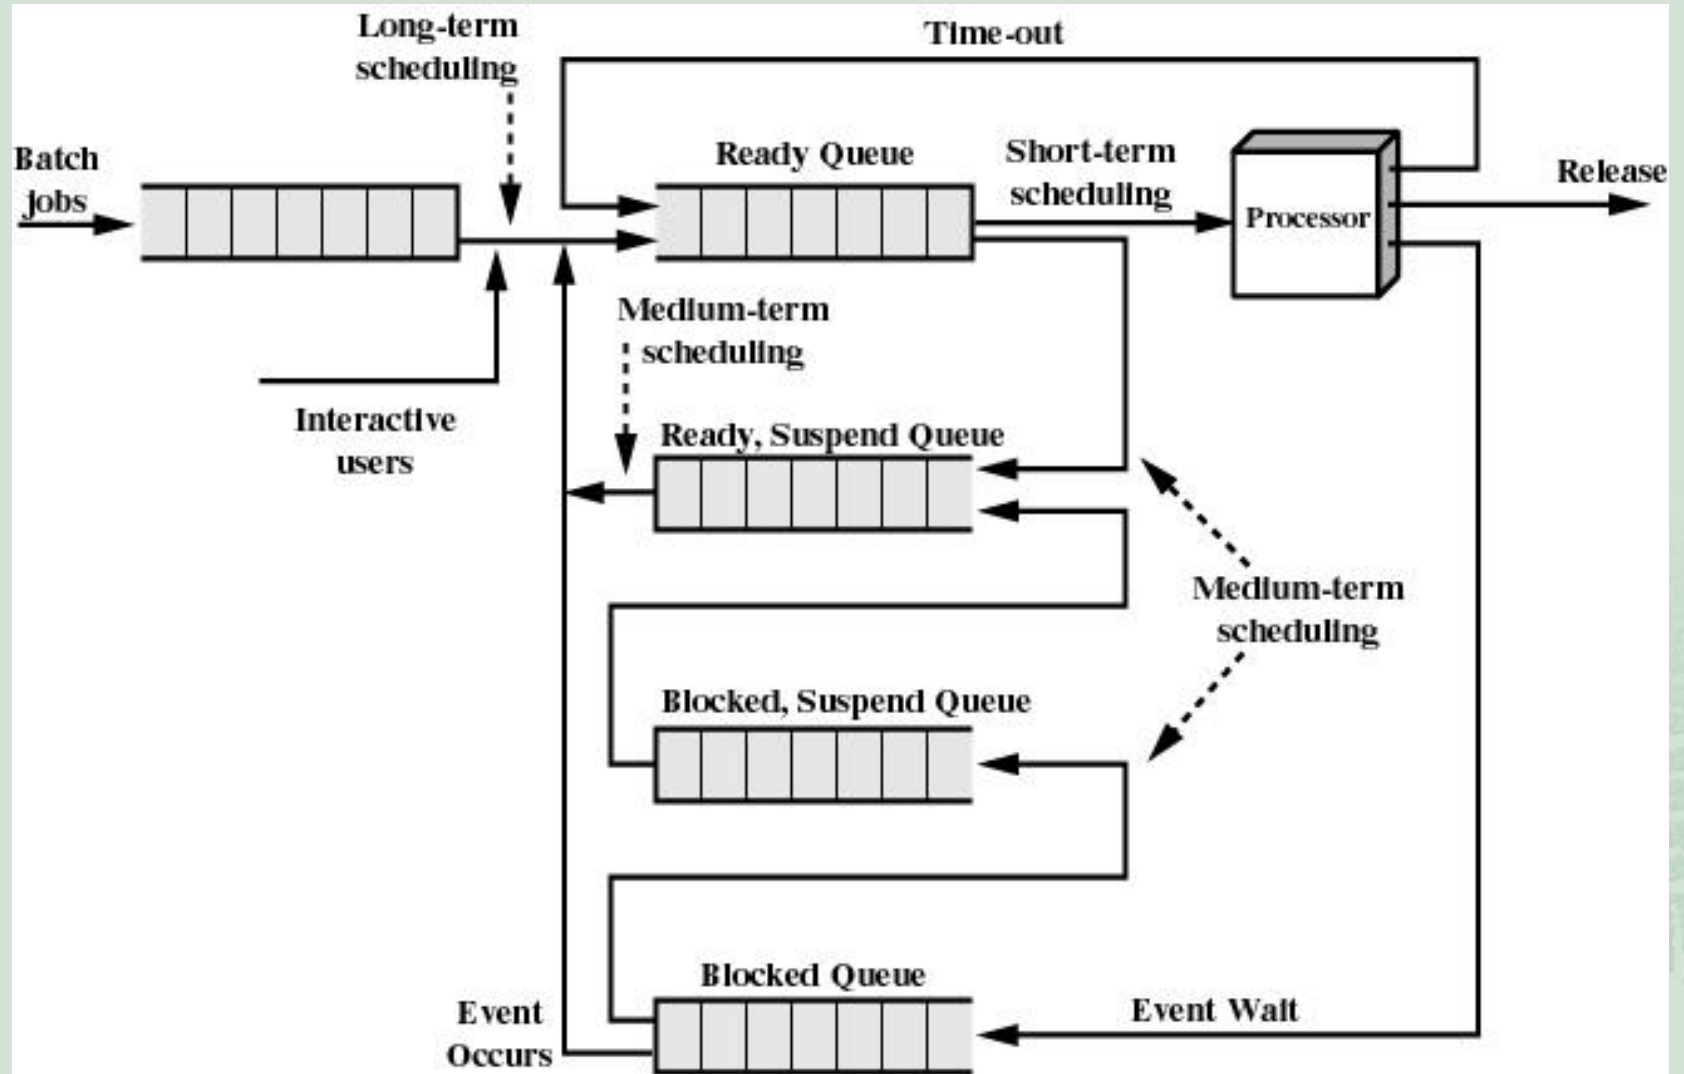 Long-term
scheduling
Time-out
Batch
jobs
Ready Queue
Short-term
scheduling
Processor
Release
Medium-term
scheduling
Interactive
users
Ready, Suspend Queue
Medium-term
scheduling
Blocked, Suspend Queue
Blocked Queue
Event
Occurs
Event Wait